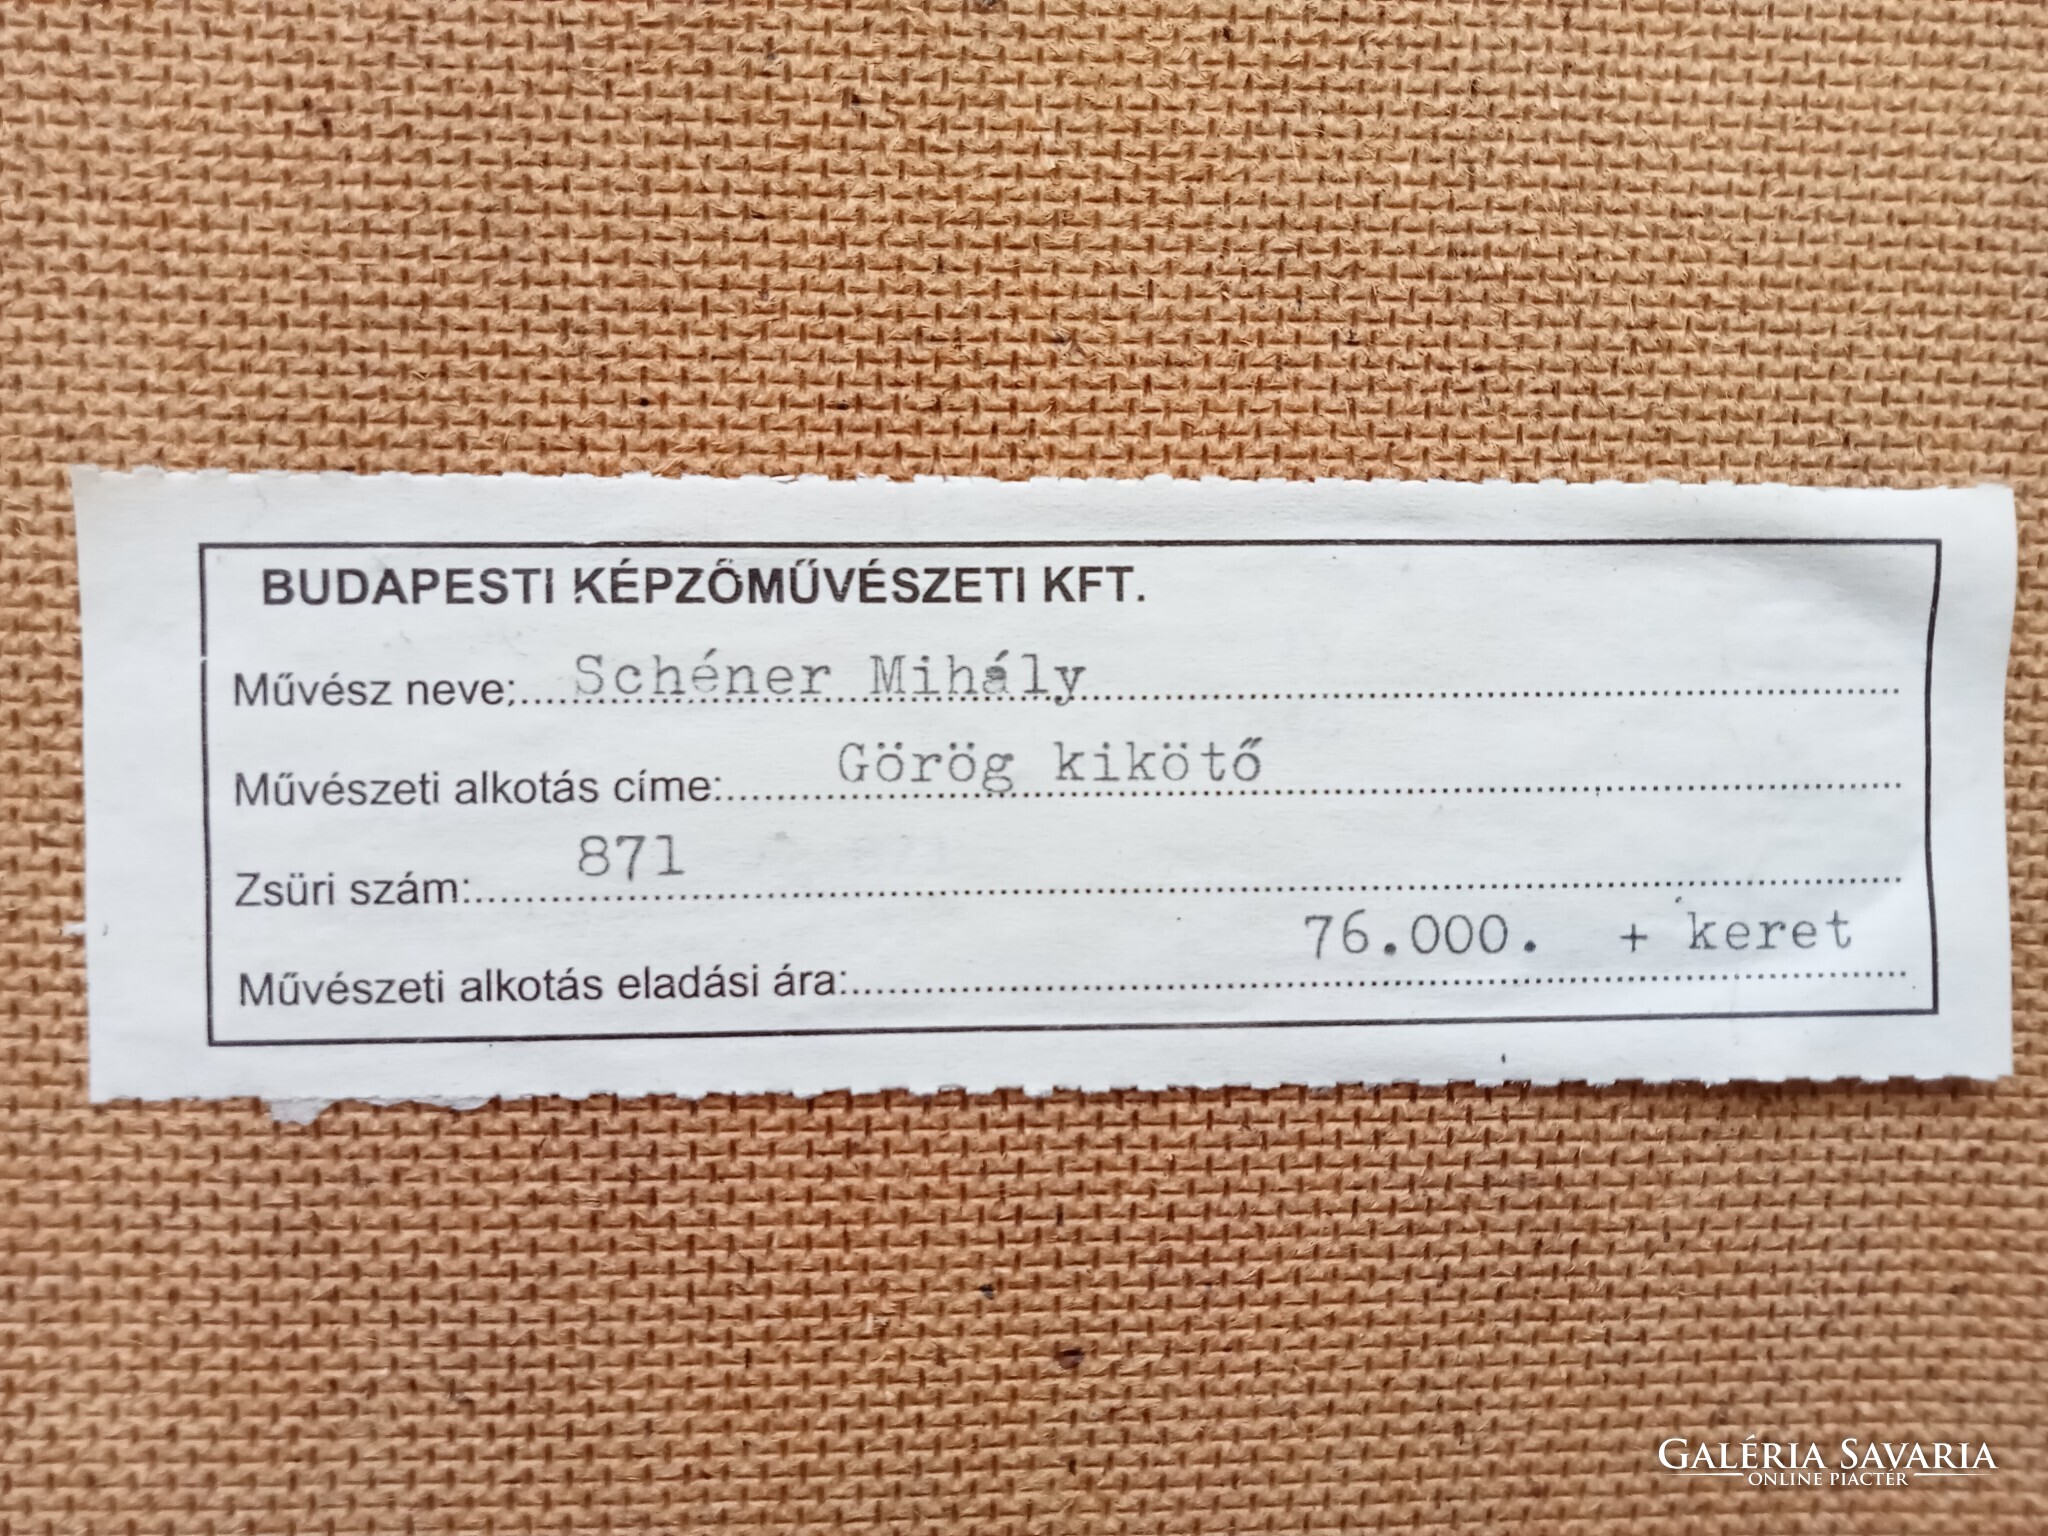 BUDAPESTI KÉPZŐMŰVÉSZETI KFT.
Művész neve: Schéner Mihály
Művészeti alkotás címe: Görög kikötő
Zsüri szám: 871
Művészeti alkotás eladási ára: 76.000. + keret
GALÉRIA SAVARIA
ONLINE PIACTÉR